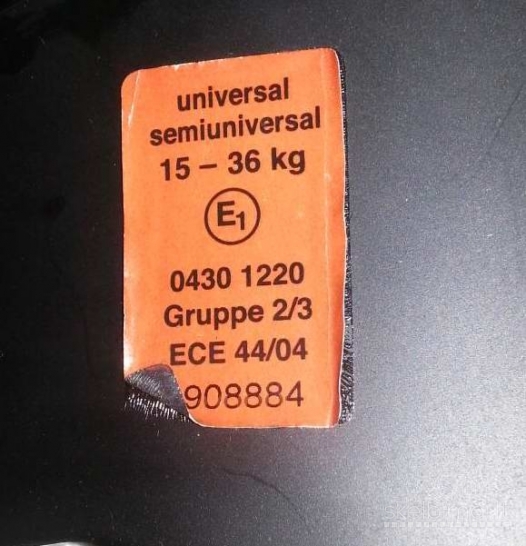 universal
semiuniversal
15 – 36 kg
E1
0430 1220
Gruppe 2/3
ECE 44/04
908884